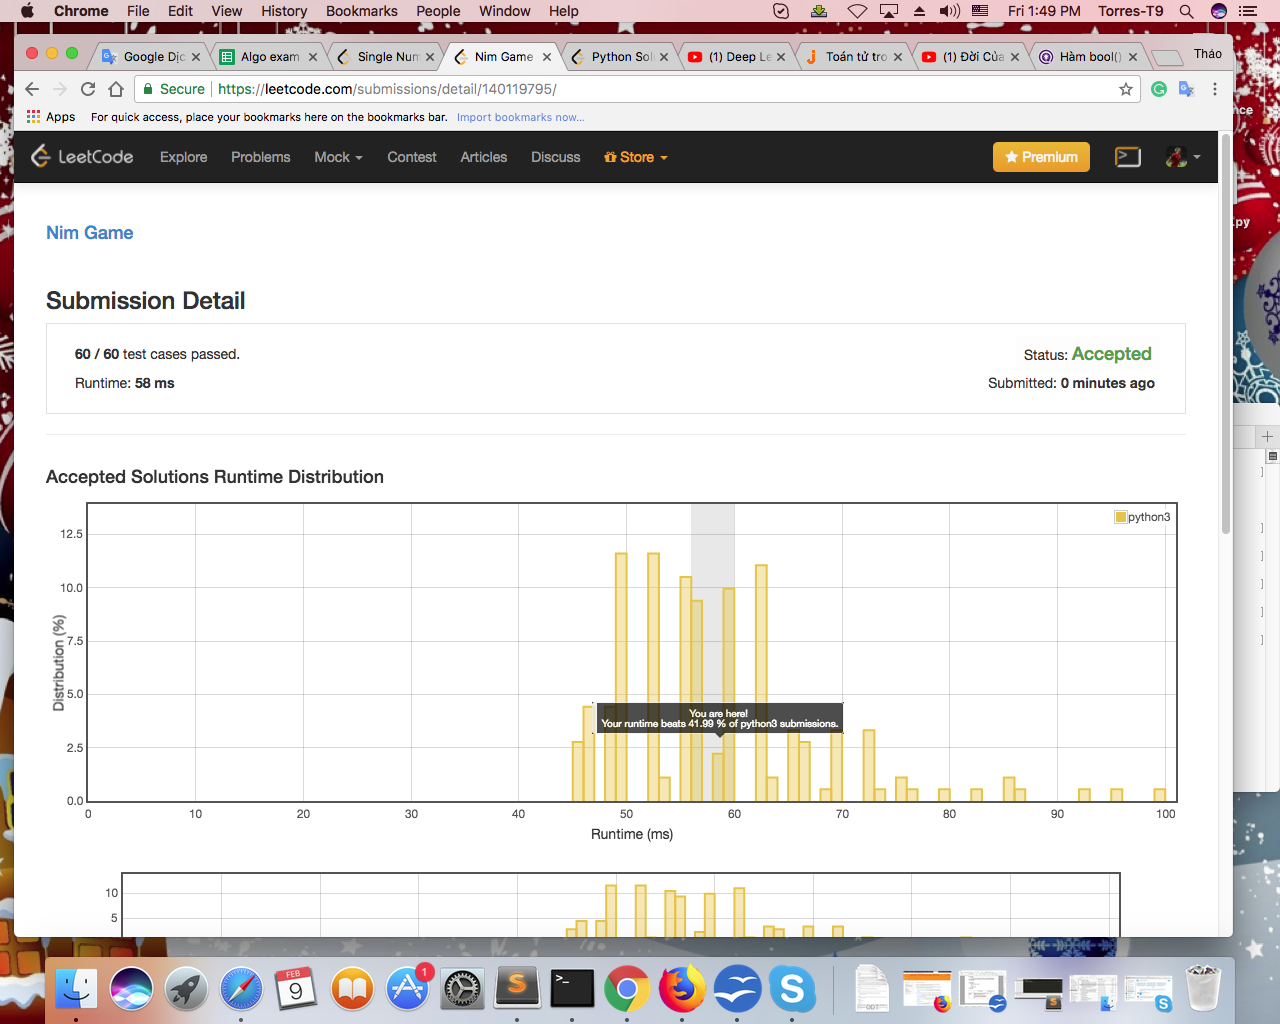 Chrome File Edit View History Bookmarks People Window Help Fri 1:49 PM Torres-T9
Google Dịc Algo exam Single Num Nim Game Python Sol (1) Deep Le Toán tử tro (1) Đời Của Hàm bool() Thảo
Secure https://leetcode.com/submissions/detail/140119795/
Apps For quick access, place your bookmarks here on the bookmarks bar. Import bookmarks now...
LeetCode Explore Problems Mock Contest Articles Discuss Store Premium
Nim Game
Submission Detail
60 / 60 test cases passed. Status: Accepted
Runtime: 58 ms Submitted: 0 minutes ago
Accepted Solutions Runtime Distribution
python3
12.5
10.0
7.5
5.0
2.5
0.0
Distribution (%)
You are here!
Your runtime beats 41.99 % of python3 submissions.
0 10 20 30 40 50 60 70 80 90 100
Runtime (ms)
10
5
FEB
9
1